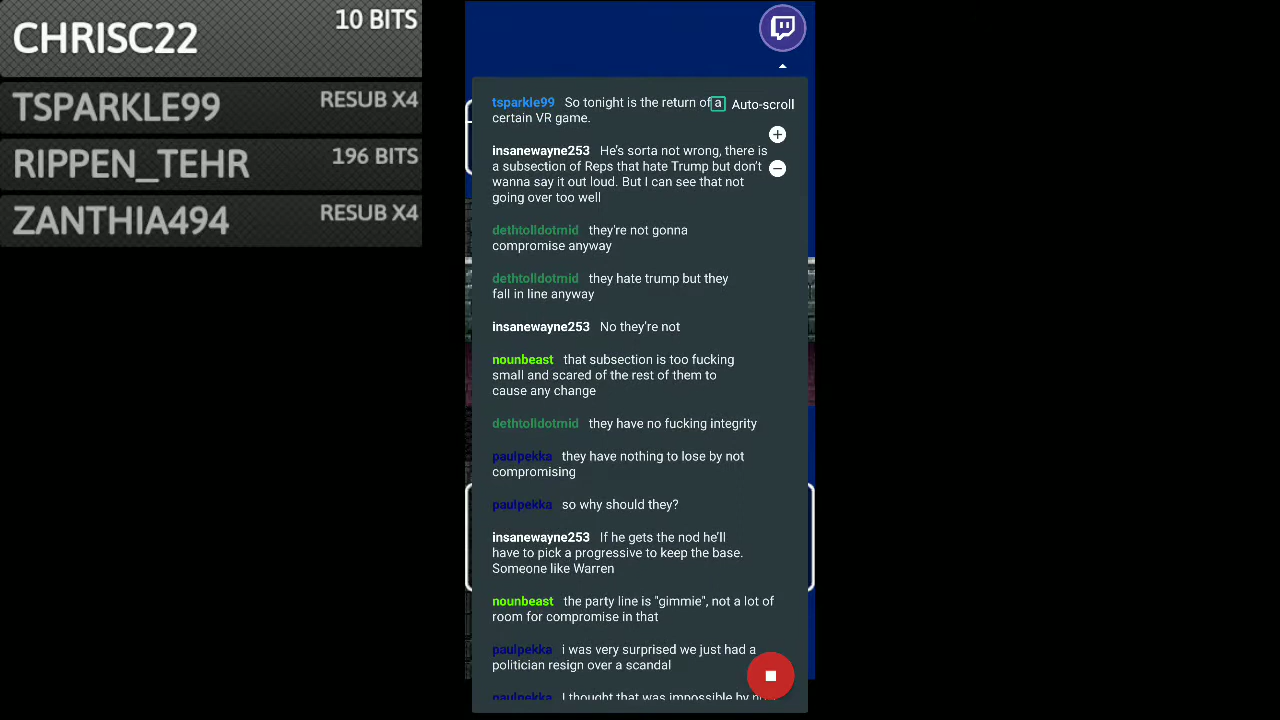 CHRISC22
10 BITS
TSPARKLE99
RESUB X4
RIPPEN_TEHR
196 BITS
ZANTHIA494
RESUB X4
tsparkle99 So tonight is the return of a
Auto-scroll
certain VR game.
insanewayne253 He's sorta not wrong, there is
a subsection of Reps that hate Trump but don't
wanna say it out loud. But I can see that not
going over too well
dethtolldotmid they're not gonna
compromise anyway
dethtolldotmid they hate trump but they
fall in line anyway
insanewayne253 No they're not
nounbeast that subsection is too fucking
small and scared of the rest of them to
cause any change
dethtolldotmid they have no fucking integrity
paulpekka they have nothing to lose by not
compromising
paulpekka so why should they?
insanewayne253 If he gets the nod he'll
have to pick a progressive to keep the base.
Someone like Warren
nounbeast the party line is "gimmie", not a lot of
room for compromise in that
paulpekka i was very surprised we just had a
politician resign over a scandal
paulpekka I thought that was impossible by